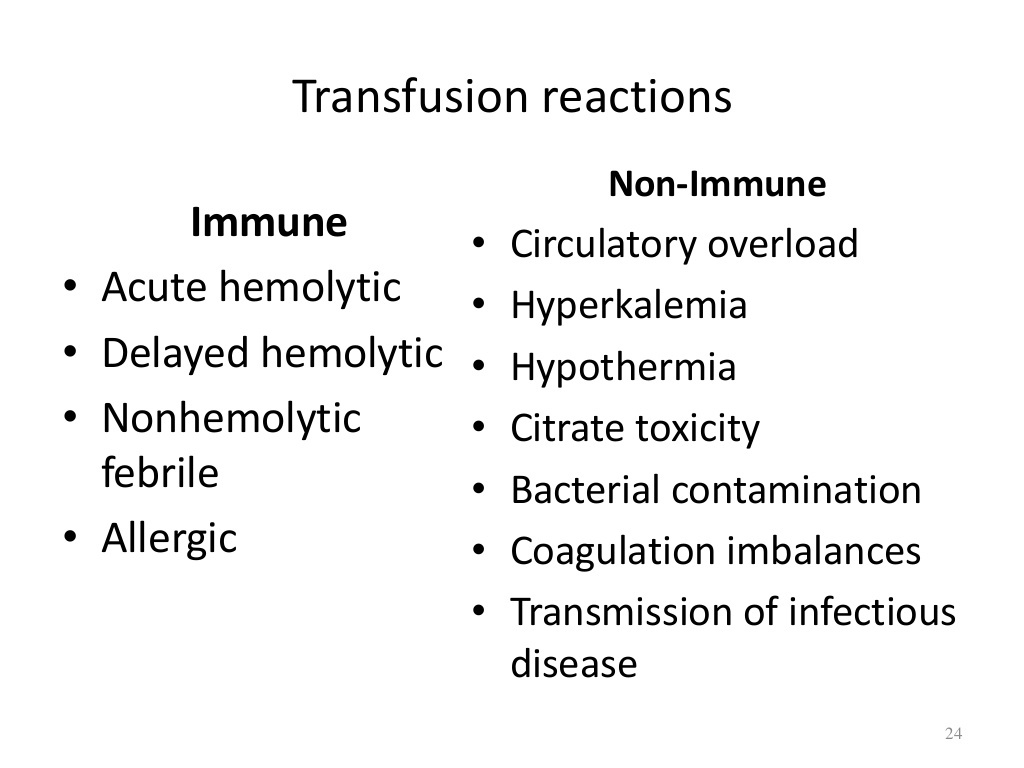 Transfusion reactions
Immune
• Acute hemolytic
• Delayed hemolytic
• Nonhemolytic
febrile
• Allergic
Non-Immune
• Circulatory overload
• Hyperkalemia
• Hypothermia
• Citrate toxicity
• Bacterial contamination
• Coagulation imbalances
• Transmission of infectious
disease
24